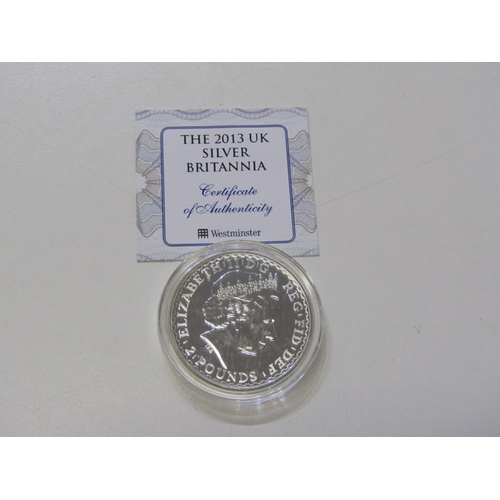 THE 2013 UK
SILVER
BRITANNIA
Certificate
of Authenticity
Westminster
ELIZABETH II D·G REG·FID·DEF
2 POUNDS